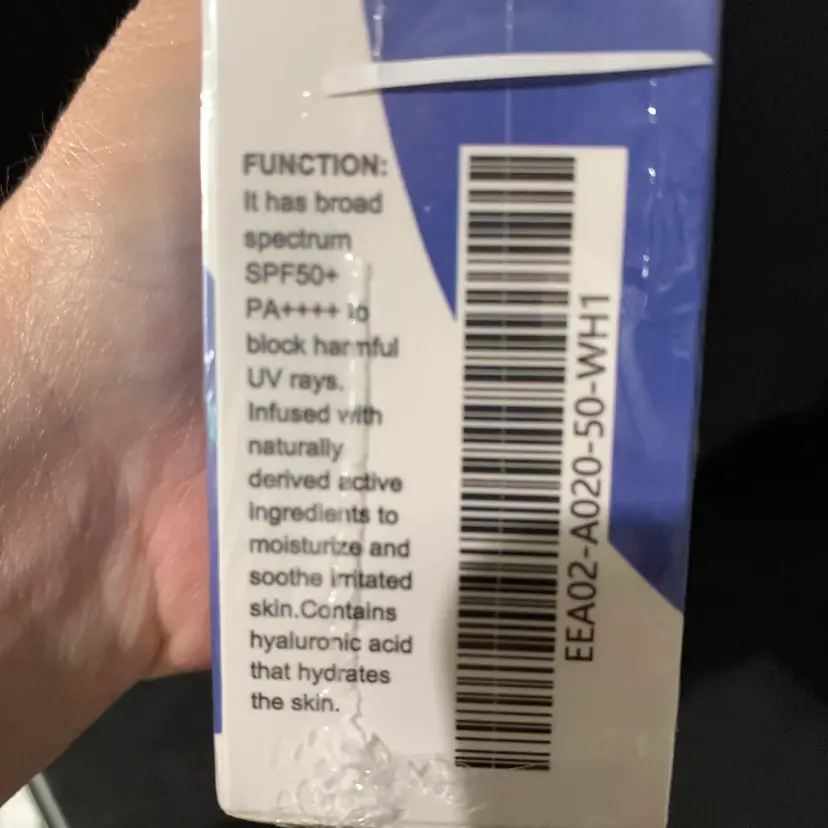 FUNCTION:
It has broad
spectrum
SPF50+
PA++++ to
block harmful
UV rays.
Infused with
naturally
derived active
ingredients to
moisturize and
soothe irritated
skin.Contains
hyaluronic acid
that hydrates
the skin.
EEA02-A020-50-WH1